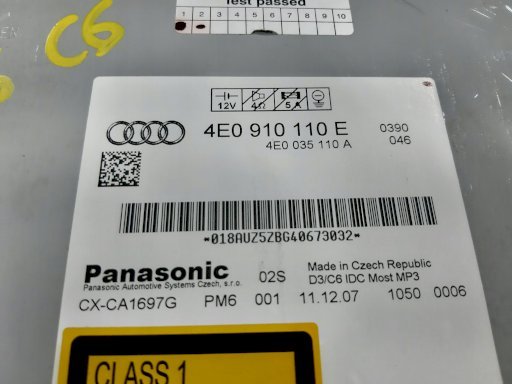 Test passed
1 2 3 4 5 6 7 8 9 10
C6
12V 4Ω 5A
4E0 910 110 E 0390
4E0 035 110 A 046
*018AUZ5ZBG40673032*
Panasonic 02S Made in Czech Republic
Panasonic Automotive Systems Czech, s.r.o. D3/C6 IDC Most MP3
CX-CA1697G PM6 001 11.12.07 1050 0006
CLASS 1